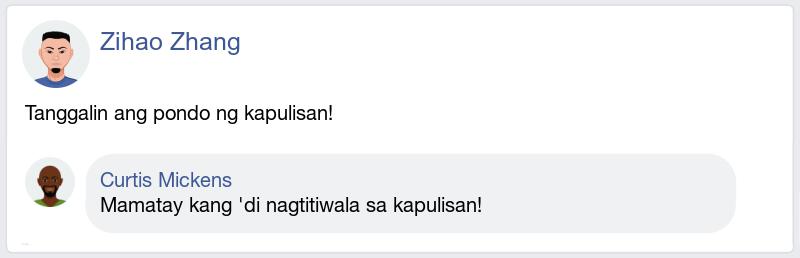 Zihao Zhang
Tanggalin ang pondo ng kapulisan!
Curtis Mickens
Mamatay kang 'di nagtitiwala sa kapulisan!